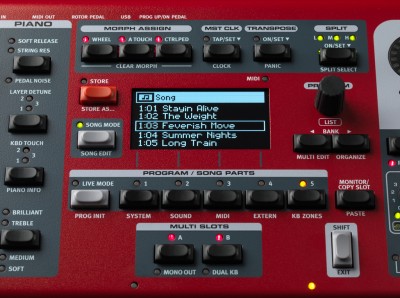 IN MIDI OUT ROTOR PEDAL USB PROG UP/DN PEDAL
PIANO
SOFT RELEASE
STRING RES
PEDAL NOISE
LAYER DETUNE
2
1 3
KBD TOUCH
2
1 3
PIANO INFO
BRILLIANT
TREBLE
MEDIUM
SOFT
MORPH ASSIGN
WHEEL A TOUCH CTRLPED
CLEAR MORPH
MST CLK
TAP/SET
CLOCK
TRANSPOSE
ON/SET
PANIC
SPLIT
ON/SET
SPLIT SELECT
STORE
STORE AS...
SONG MODE
SONG EDIT
MIDI
Song
1:01 Stayin Alive
1:02 The Weight
1:03 Feverish Move
1:04 Summer Nights
1:05 Long Train
LIST
BANK
MULTI EDIT ORGANIZE
PROGRAM / SONG PARTS
LIVE MODE 1 2 3 4 5
PROG INIT SYSTEM SOUND MIDI EXTERN KB ZONES
MONITOR/
COPY SLOT
PASTE
MULTI SLOTS
A B
MONO OUT DUAL KB
SHIFT
EXIT